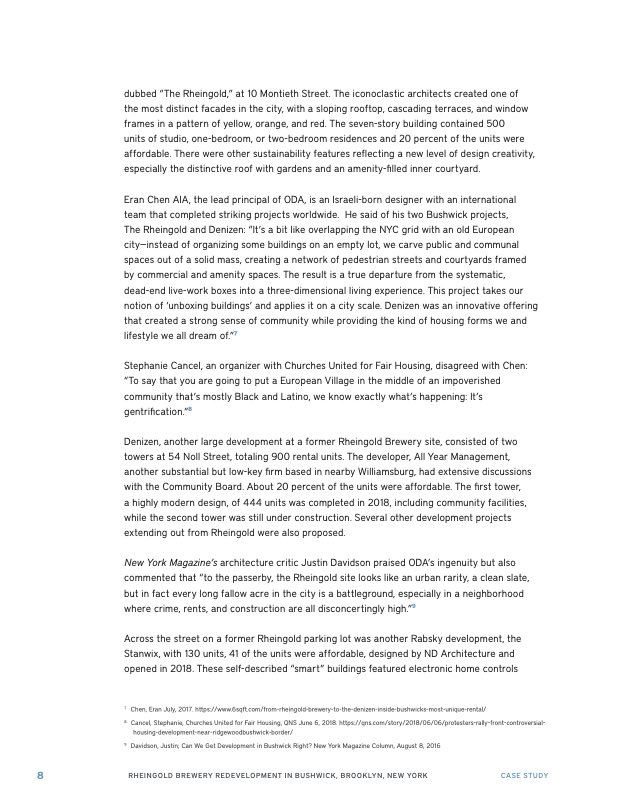 dubbed “The Rheingold,” at 10 Montieth Street. The iconoclastic architects created one of
the most distinct facades in the city, with a sloping rooftop, cascading terraces, and window
frames in a pattern of yellow, orange, and red. The seven-story building contained 500
units of studio, one-bedroom, or two-bedroom residences and 20 percent of the units were
affordable. There were other sustainability features reflecting a new level of design creativity,
especially the distinctive roof with gardens and an amenity-filled inner courtyard.
Eran Chen AIA, the lead principal of ODA, is an Israeli-born designer with an international
team that completed striking projects worldwide.  He said of his two Bushwick projects,
The Rheingold and Denizen: “It’s a bit like overlapping the NYC grid with an old European
city—instead of organizing some buildings on an empty lot, we carve public and communal
spaces out of a solid mass, creating a network of pedestrian streets and courtyards framed
by commercial and amenity spaces. The result is a true departure from the systematic,
dead-end live-work boxes into a three-dimensional living experience. This project takes our
notion of ‘unboxing buildings’ and applies it on a city scale. Denizen was an innovative offering
that created a strong sense of community while providing the kind of housing forms we and
lifestyle we all dream of.”7
Stephanie Cancel, an organizer with Churches United for Fair Housing, disagreed with Chen:
“To say that you are going to put a European Village in the middle of an impoverished
community that’s mostly Black and Latino, we know exactly what’s happening: It’s
gentrification.”8
Denizen, another large development at a former Rheingold Brewery site, consisted of two
towers at 54 Noll Street, totaling 900 rental units. The developer, All Year Management,
another substantial but low-key firm based in nearby Williamsburg, had extensive discussions
with the Community Board. About 20 percent of the units were affordable. The first tower,
a highly modern design, of 444 units was completed in 2018, including community facilities,
while the second tower was still under construction. Several other development projects
extending out from Rheingold were also proposed.
New York Magazine’s architecture critic Justin Davidson praised ODA’s ingenuity but also
commented that “to the passerby, the Rheingold site looks like an urban rarity, a clean slate,
but in fact every long fallow acre in the city is a battleground, especially in a neighborhood
where crime, rents, and construction are all disconcertingly high.”9
Across the street on a former Rheingold parking lot was another Rabsky development, the
Stanwix, with 130 units, 41 of the units were affordable, designed by ND Architecture and
opened in 2018. These self-described “smart” buildings featured electronic home controls
7 Chen, Eran July, 2017. https://www.6sqft.com/from-rheingold-brewery-to-the-denizen-inside-bushwicks-most-unique-rental/
8 Cancel, Stephanie, Churches United for Fair Housing, QNS June 6, 2018. https://qns.com/story/2018/06/06/protesters-rally-front-controversial-
housing-development-near-ridgewoodbushwick-border/
9 Davidson, Justin; Can We Get Development in Bushwick Right? New York Magazine Column, August 8, 2016
8 RHEINGOLD BREWERY REDEVELOPMENT IN BUSHWICK, BROOKLYN, NEW YORK CASE STUDY